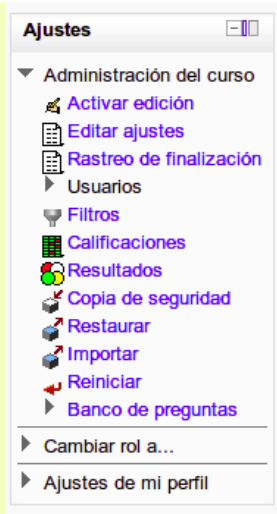 Ajustes
Administración del curso
Activar edición
Editar ajustes
Rastreo de finalización
Usuarios
Filtros
Calificaciones
Resultados
Copia de seguridad
Restaurar
Importar
Reiniciar
Banco de preguntas
Cambiar rol a...
Ajustes de mi perfil